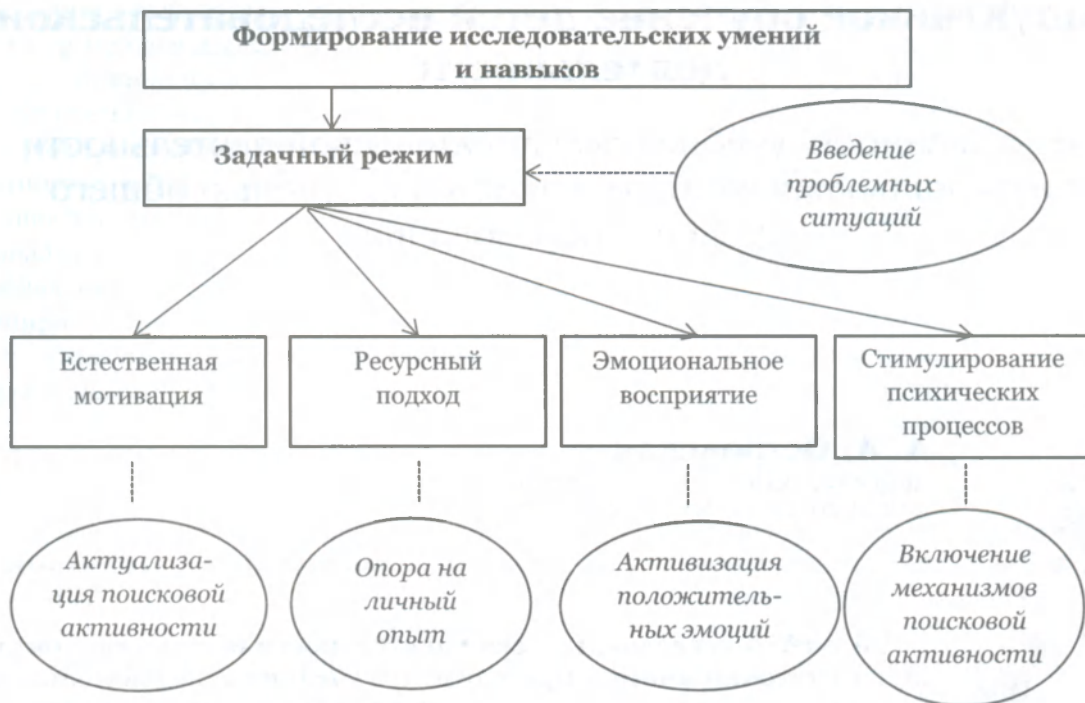 Формирование исследовательских умений
и навыков
Задачный режим
Введение
проблемных
ситуаций
Естественная
мотивация
Ресурсный
подход
Эмоциональное
восприятие
Стимулирование
психических
процессов
Актуализа-
ция поисковой
активности
Опора на
личный
опыт
Активизация
положитель-
ных эмоций
Включение
механизмов
поисковой
активности